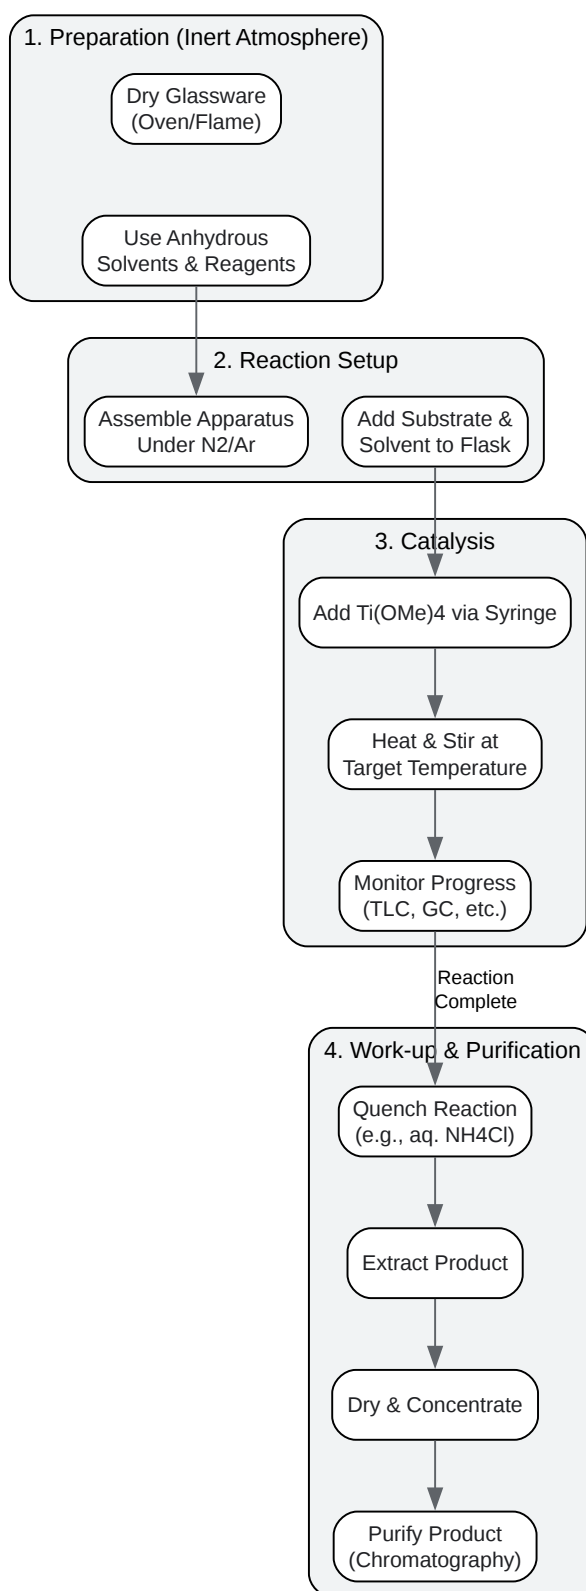 1. Preparation (Inert Atmosphere)
Dry Glassware
(Oven/Flame)
Use Anhydrous
Solvents & Reagents
2. Reaction Setup
Assemble Apparatus
Under N2/Ar
Add Substrate &
Solvent to Flask
3. Catalysis
Add Ti(OMe)4 via Syringe
Heat & Stir at
Target Temperature
Monitor Progress
(TLC, GC, etc.)
Reaction
Complete
4. Work-up & Purification
Quench Reaction
(e.g., aq. NH4Cl)
Extract Product
Dry & Concentrate
Purify Product
(Chromatography)